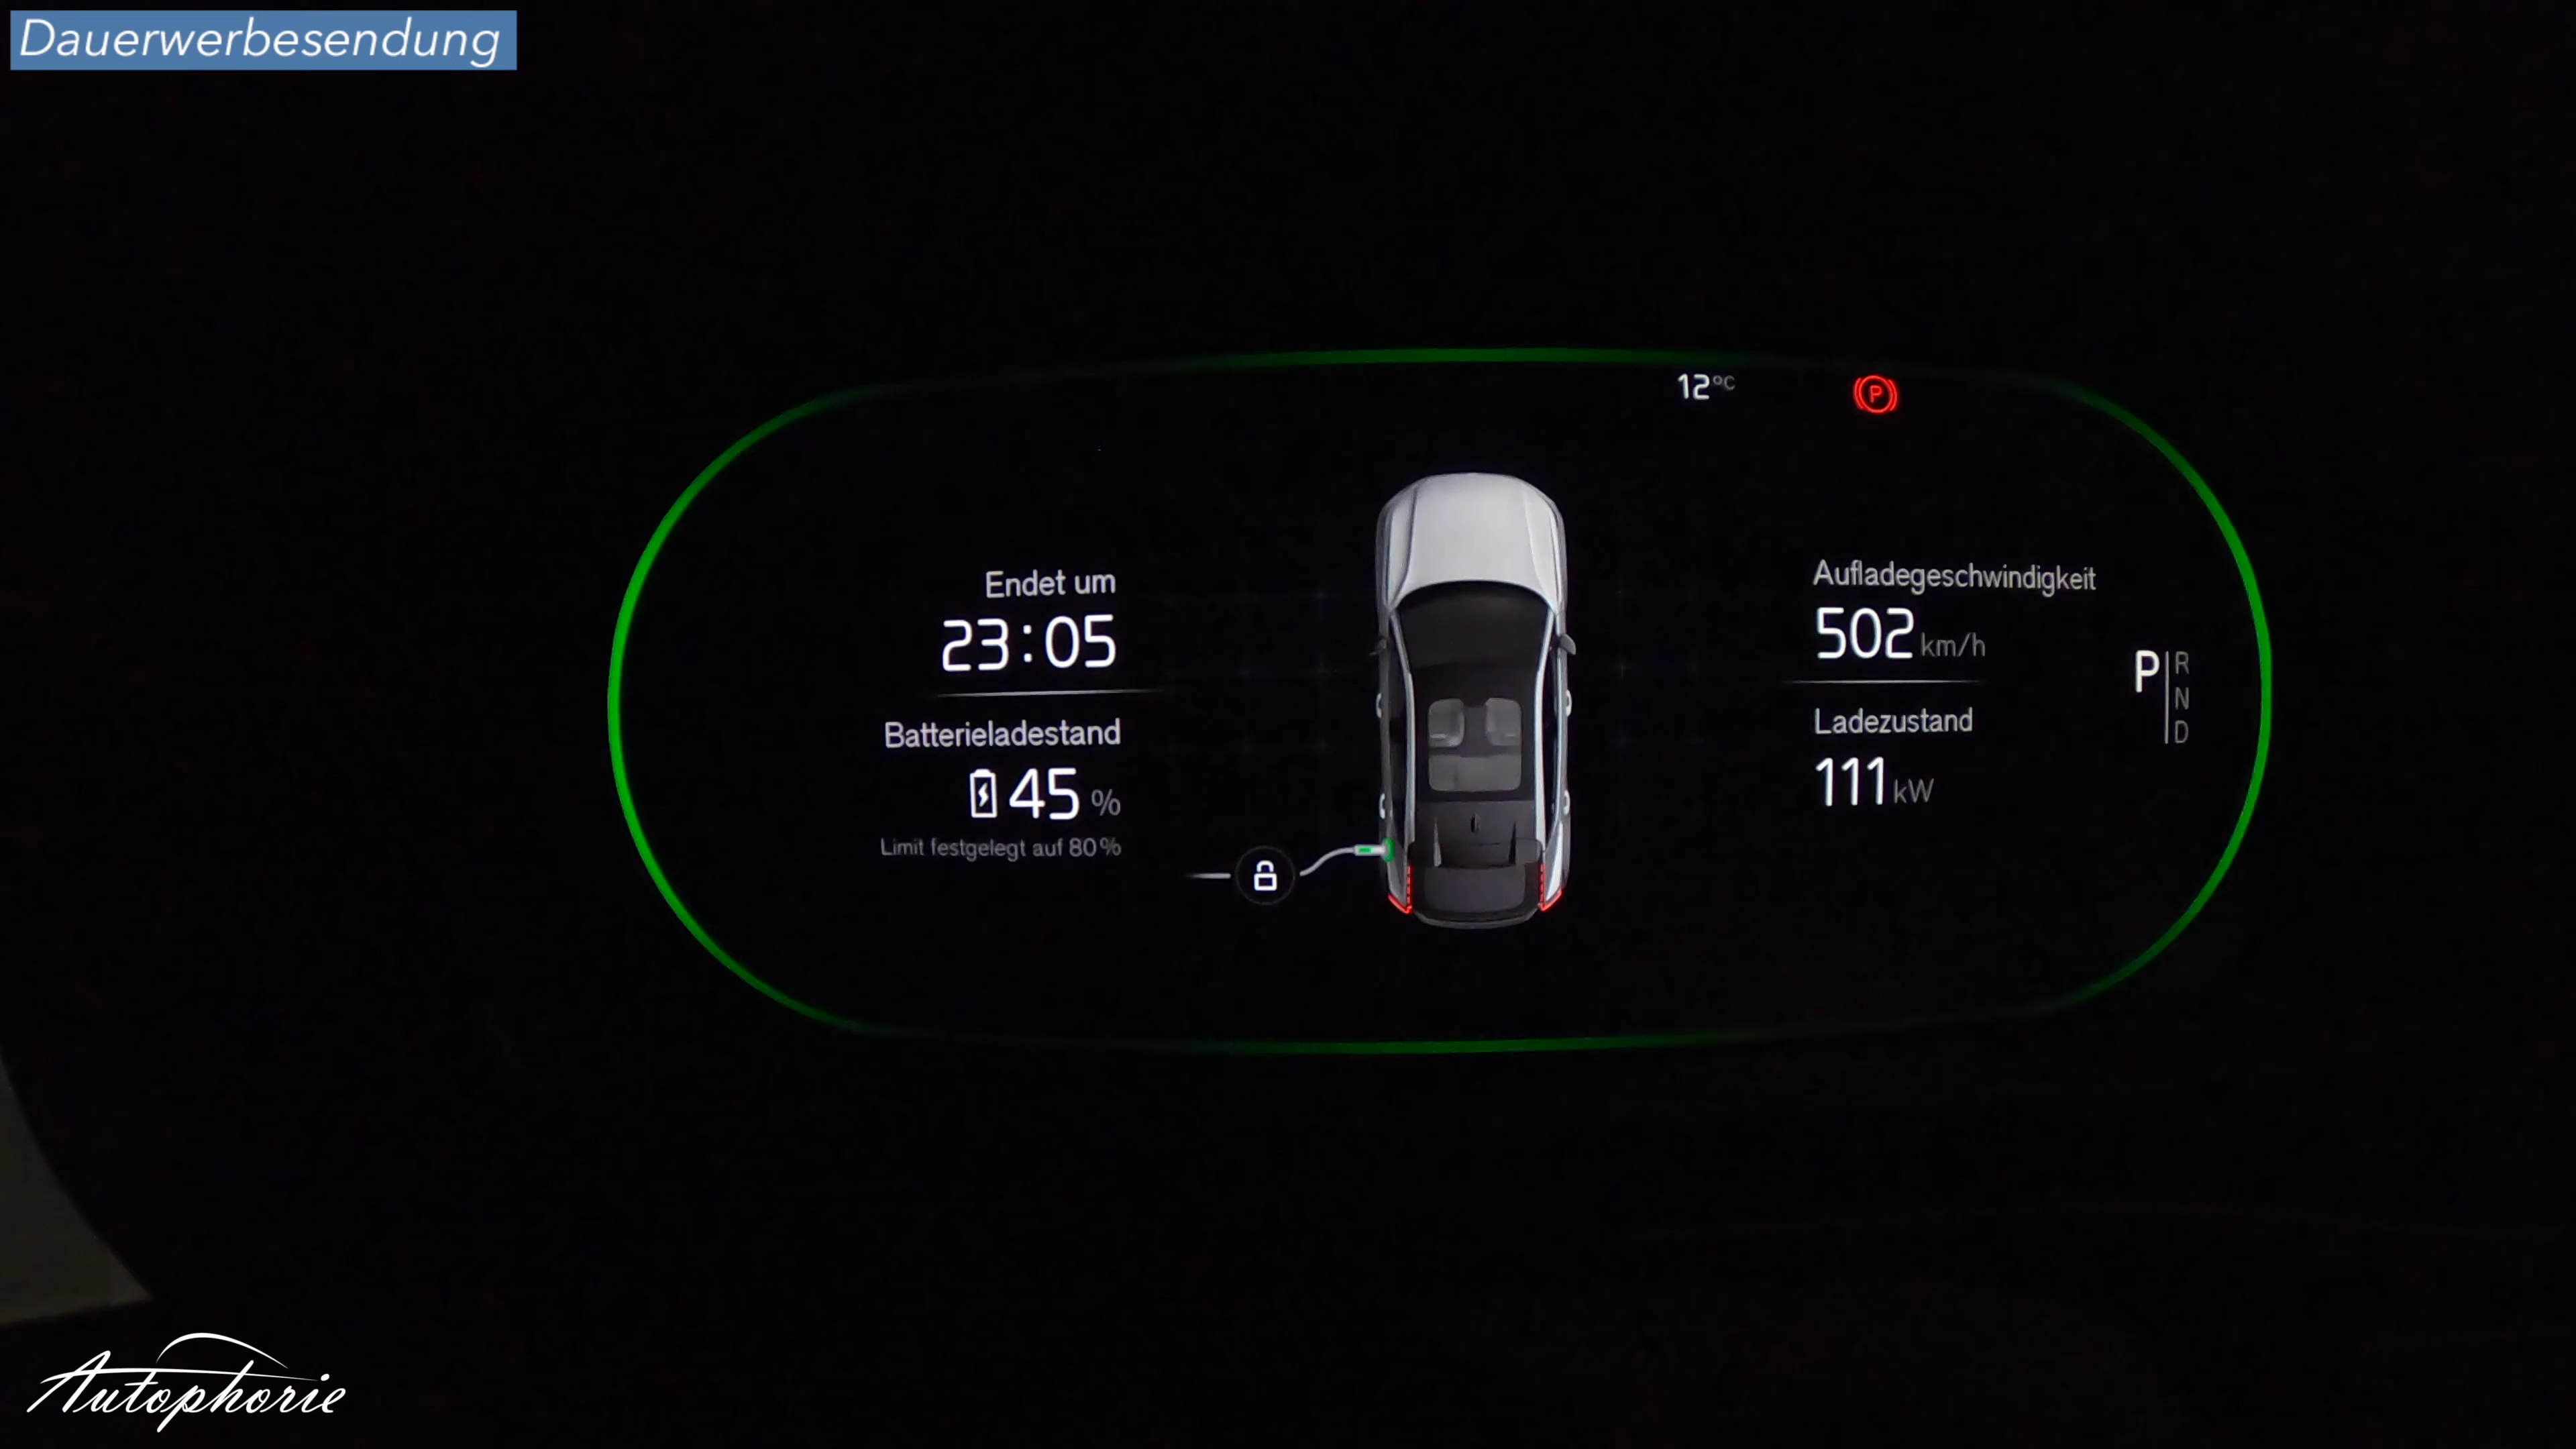 Dauerwerbesendung
12°C
P
Endet um
23:05
Batterieladestand
45 %
Limit festgelegt auf 80 %
Aufladegeschwindigkeit
502 km/h
Ladezustand
111 kW
P R
N
D
Autophorie